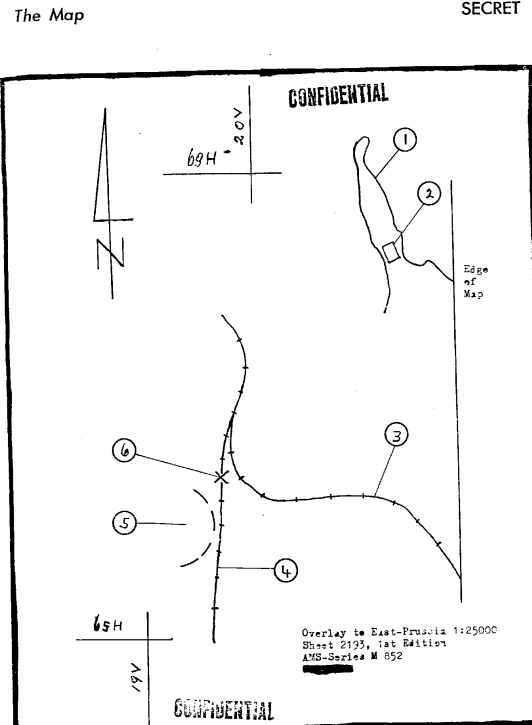 The Map
SECRET
CONFIDENTIAL
20V
69H
1
2
N
Edge
of
Map
3
6
5
4
65H
19V
Overlay to East-Prussia 1:25000
Sheet 2193, 1st Edition
AMS-Series M 852
CONFIDENTIAL